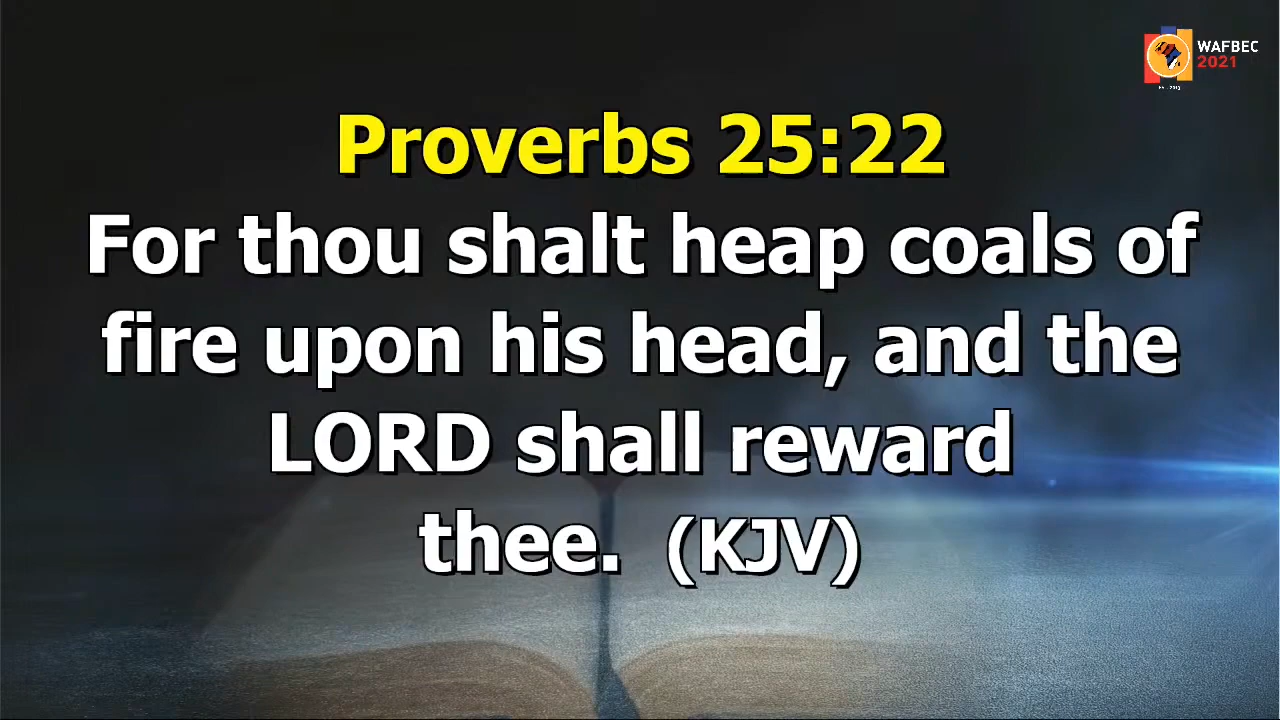 WAFBEC
2021
Proverbs 25:22
For thou shalt heap coals of
fire upon his head, and the
LORD shall reward
thee. (KJV)